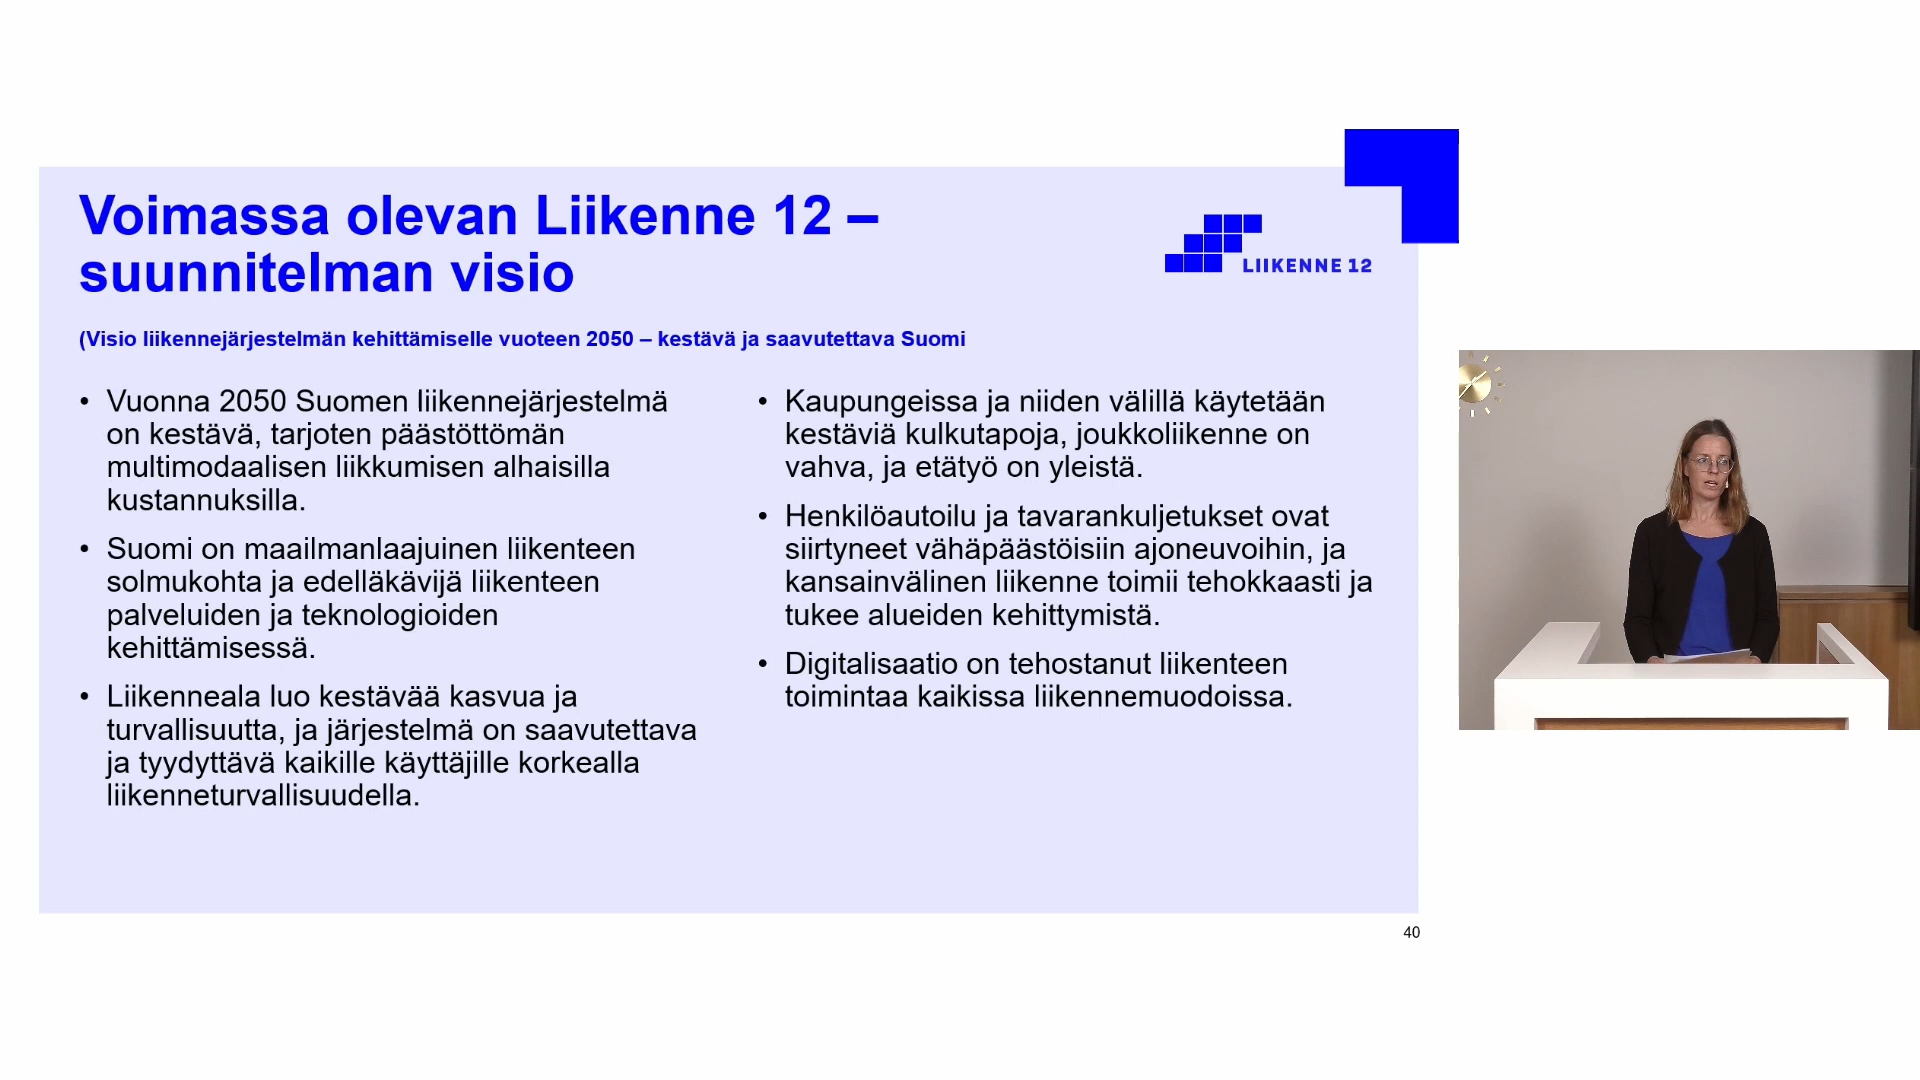 Voimassa olevan Liikenne 12 –
suunnitelman visio
LIIKENNE 12
(Visio liikennejärjestelmän kehittämiselle vuoteen 2050 – kestävä ja saavutettava Suomi
• Vuonna 2050 Suomen liikennejärjestelmä
on kestävä, tarjoten päästöttömän
multimodaalisen liikkumisen alhaisilla
kustannuksilla.
• Suomi on maailmanlaajuinen liikenteen
solmukohta ja edelläkävijä liikenteen
palveluiden ja teknologioiden
kehittämisessä.
• Liikenneala luo kestävää kasvua ja
turvallisuutta, ja järjestelmä on saavutettava
ja tyydyttävä kaikille käyttäjille korkealla
liikenneturvallisuudella.
• Kaupungeissa ja niiden välillä käytetään
kestäviä kulkutapoja, joukkoliikenne on
vahva, ja etätyö on yleistä.
• Henkilöautoilu ja tavarankuljetukset ovat
siirtyneet vähäpäästöisiin ajoneuvoihin, ja
kansainvälinen liikenne toimii tehokkaasti ja
tukee alueiden kehittymistä.
• Digitalisaatio on tehostanut liikenteen
toimintaa kaikissa liikennemuodoissa.
40